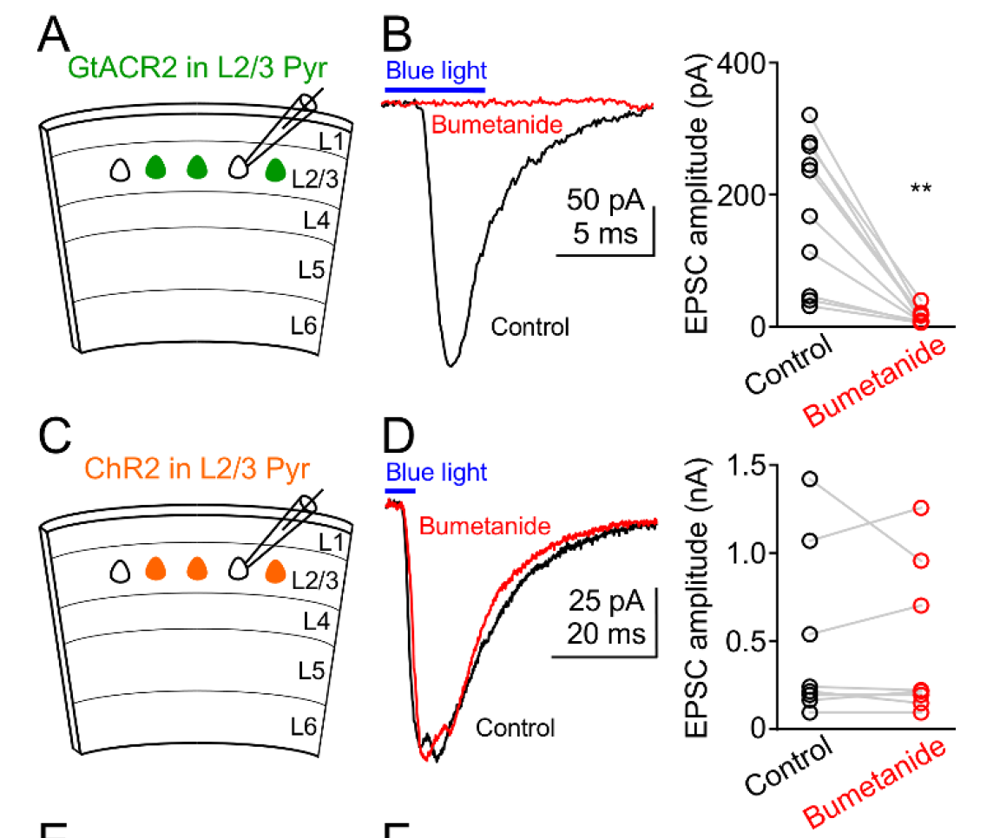 A
GtACR2 in L2/3 Pyr
L1
L2/3
L4
L5
L6
B
Blue light
Bumetanide
50 pA
5 ms
Control
EPSC amplitude (pA)
400
200
0
**
Control
Bumetanide
C
ChR2 in L2/3 Pyr
L1
L2/3
L4
L5
L6
D
Blue light
Bumetanide
25 pA
20 ms
Control
EPSC amplitude (nA)
1.5
1.0
0.5
0
Control
Bumetanide